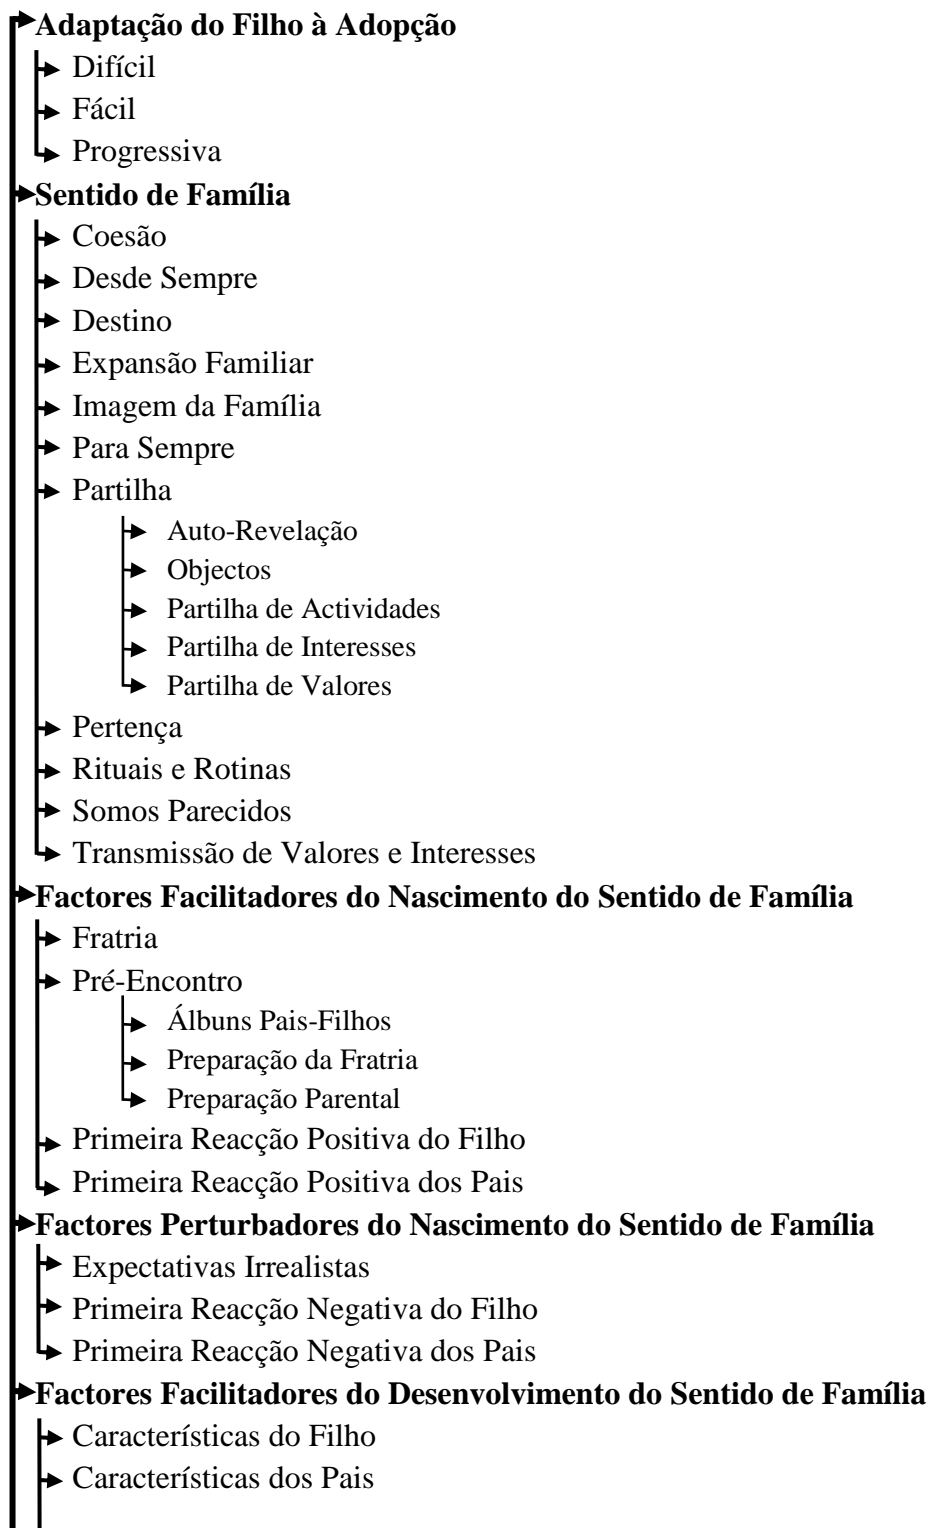 Adaptação do Filho à Adopção
Difícil
Fácil
Progressiva
Sentido de Família
Coesão
Desde Sempre
Destino
Expansão Familiar
Imagem da Família
Para Sempre
Partilha
Auto-Revelação
Objectos
Partilha de Actividades
Partilha de Interesses
Partilha de Valores
Pertença
Rituais e Rotinas
Somos Parecidos
Transmissão de Valores e Interesses
Factores Facilitadores do Nascimento do Sentido de Família
Fratria
Pré-Encontro
Álbuns Pais-Filhos
Preparação da Fratria
Preparação Parental
Primeira Reacção Positiva do Filho
Primeira Reacção Positiva dos Pais
Factores Perturbadores do Nascimento do Sentido de Família
Expectativas Irrealistas
Primeira Reacção Negativa do Filho
Primeira Reacção Negativa dos Pais
Factores Facilitadores do Desenvolvimento do Sentido de Família
Características do Filho
Características dos Pais